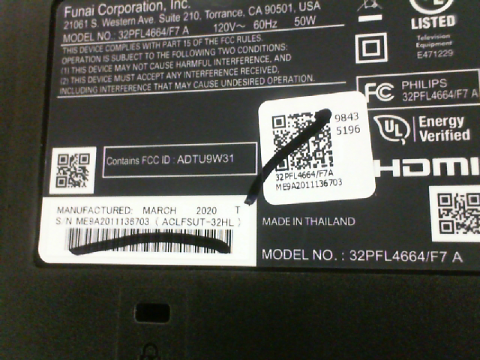 Funai Corporation, Inc.
21061 S. Western Ave. Suite 210, Torrance, CA 90501, USA
MODEL NO.: 32PFL4664/F7 A 120V~ 60Hz 50W
THIS DEVICE COMPLIES WITH PART 15 OF THE FCC RULES.
OPERATION IS SUBJECT TO THE FOLLOWING TWO CONDITIONS:
(1) THIS DEVICE MAY NOT CAUSE HARMFUL INTERFERENCE, AND
(2) THIS DEVICE MUST ACCEPT ANY INTERFERENCE RECEIVED,
INCLUDING INTERFERENCE THAT MAY CAUSE UNDESIRED OPERATION.
LISTED
Television
Equipment
E471229
FC PHILIPS
32PFL4664/F7 A
UL Energy
Verified
HDMI
9843
5196
32PFL4664/F7A
ME9A2011136703
Contains FCC ID : ADTU9W31
MANUFACTURED: MARCH 2020 T
S/N ME9A2011136703 ( ACLFSUT-32HL )
MADE IN THAILAND
MODEL NO. : 32PFL4664/F7 A